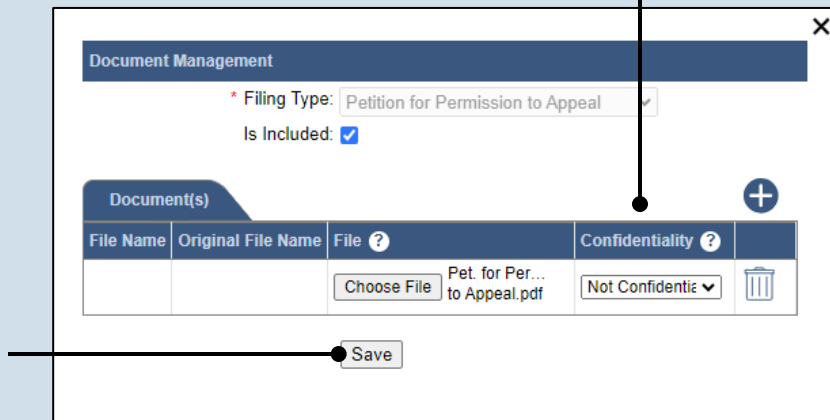 Document Management
* Filing Type: Petition for Permission to Appeal
Is Included:
Document(s)
File Name Original File Name File ? Confidentiality ?
Choose File Pet. for Per... Not Confidentia
to Appeal.pdf
Save